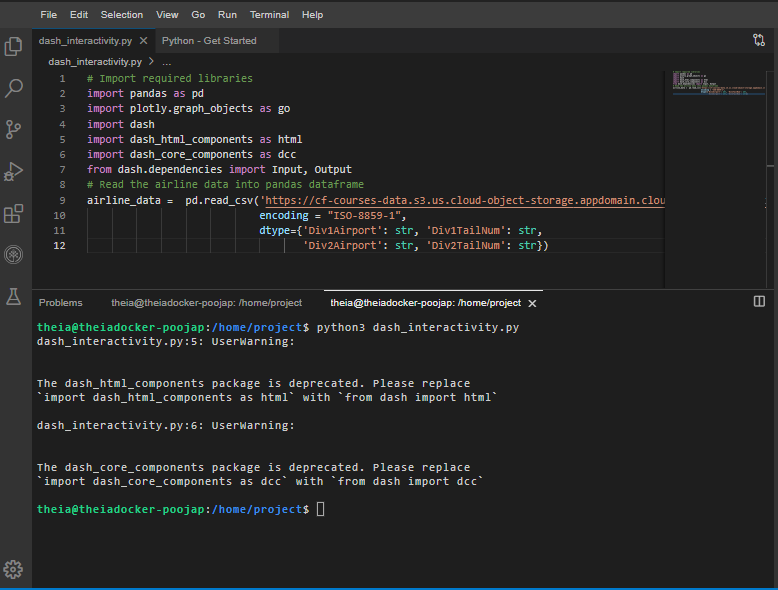 File Edit Selection View Go Run Terminal Help
dash_interactivity.py Python - Get Started
dash_interactivity.py > ...
1 # Import required libraries
2 import pandas as pd
3 import plotly.graph_objects as go
4 import dash
5 import dash_html_components as html
6 import dash_core_components as dcc
7 from dash.dependencies import Input, Output
8 # Read the airline data into pandas dataframe
9 airline_data =  pd.read_csv('https://cf-courses-data.s3.us.cloud-object-storage.appdomain.clou
10 encoding = "ISO-8859-1",
11 dtype={'Div1Airport': str, 'Div1TailNum': str,
12 'Div2Airport': str, 'Div2TailNum': str})
Problems theia@theiadocker-poojap: /home/project theia@theiadocker-poojap: /home/project
theia@theiadocker-poojap:/home/project$ python3 dash_interactivity.py
dash_interactivity.py:5: UserWarning:
The dash_html_components package is deprecated. Please replace
`import dash_html_components as html` with `from dash import html`
dash_interactivity.py:6: UserWarning:
The dash_core_components package is deprecated. Please replace
`import dash_core_components as dcc` with `from dash import dcc`
theia@theiadocker-poojap:/home/project$